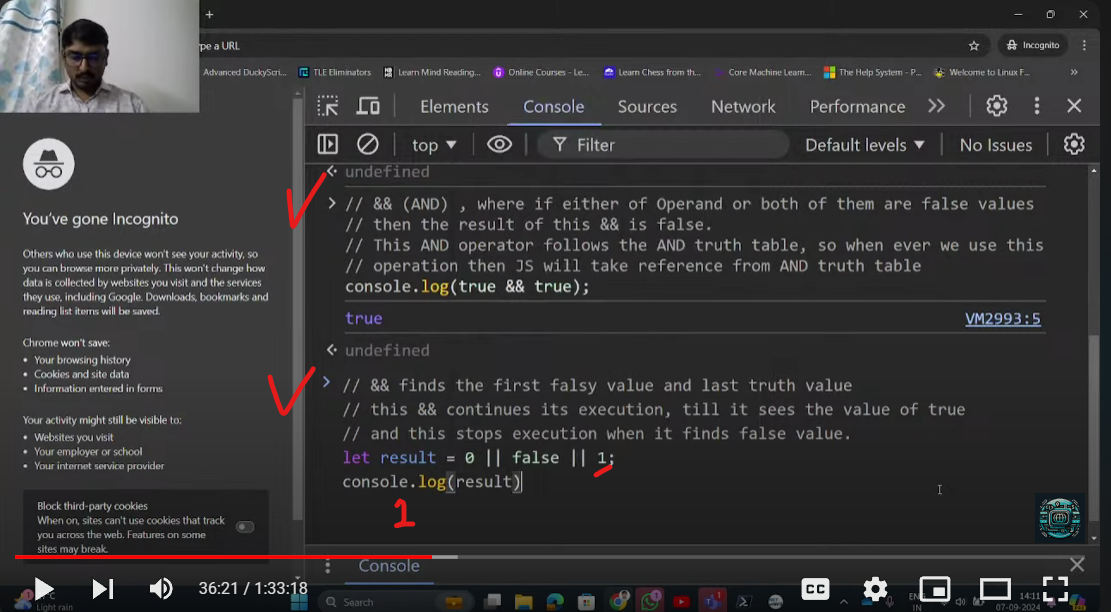 +
pe a URL
Incognito
Advanced DuckyScri...
TLE Eliminators
Learn Mind Reading...
Online Courses - Le...
Learn Chess from th...
Core Machine Learn...
The Help System - P...
Welcome to Linux F...
»
Elements
Console
Sources
Network
Performance
top
Filter
Default levels
No Issues
undefined
// && (AND) , where if either of Operand or both of them are false values
// then the result of this && is false.
// This AND operator follows the AND truth table, so when ever we use this
// operation then JS will take reference from AND truth table
console.log(true && true);
true
VM2993:5
undefined
// && finds the first falsy value and last truth value
// this && continues its execution, till it sees the value of true
// and this stops execution when it finds false value.
let result = 0 || false || 1;
console.log(result)
1
You've gone Incognito
Others who use this device won't see your activity, so
you can browse more privately. This won't change how
data is collected by websites you visit and the services
they use, including Google. Downloads, bookmarks and
reading list items will be saved.
Chrome won't save:
• Your browsing history
• Cookies and site data
• Information entered in forms
Your activity might still be visible to:
• Websites you visit
• Your employer or school
• Your internet service provider
Block third-party cookies
When on, sites can't use cookies that track
you across the web. Features on some
sites may break.
Console
36:21 / 1:33:18
CC
Light rain
Search
ENG
IN
14:11
07-09-2024